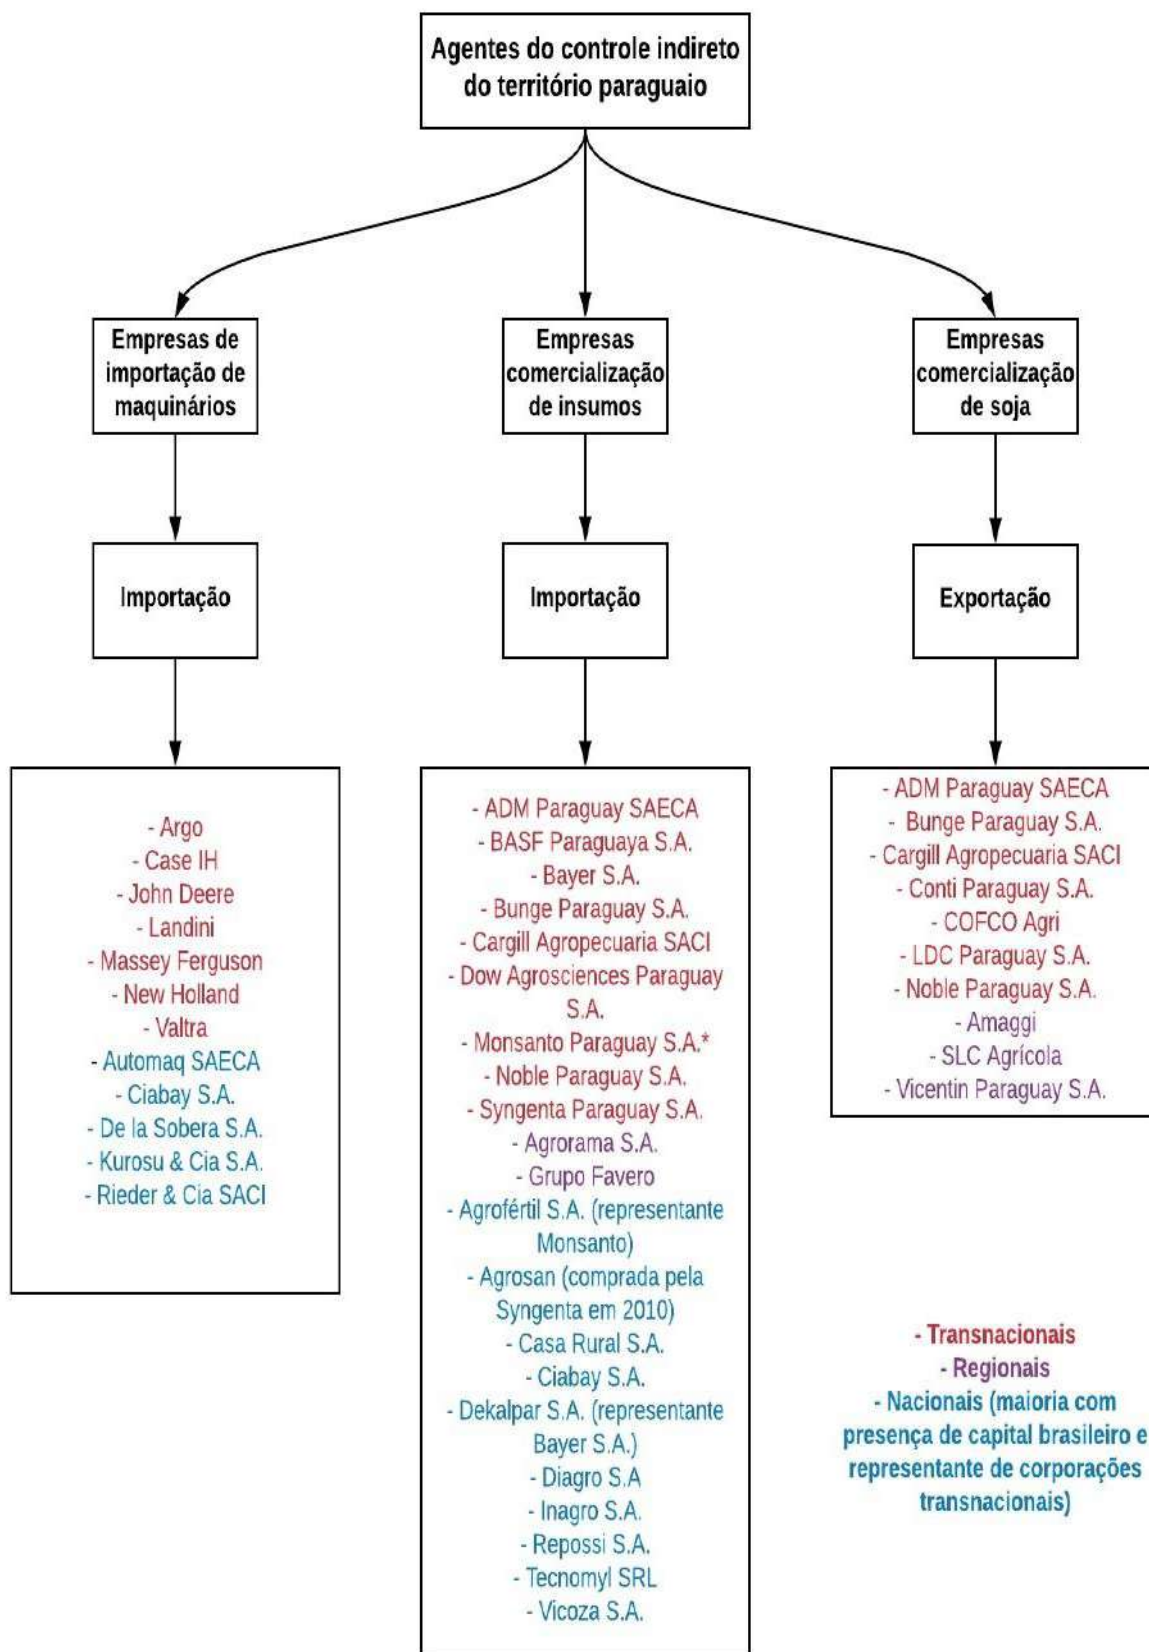 Agentes do controle indireto
do território paraguaio
Empresas de
importação de
maquinários
Empresas
comercialização
de insumos
Empresas
comercialização
de soja
Importação
Importação
Exportação
- Argo
- Case IH
- John Deere
- Landini
- Massey Ferguson
- New Holland
- Valtra
- Automaq SAECA
- Ciabay S.A.
- De la Sobera S.A.
- Kurosu & Cia S.A.
- Rieder & Cia SACI
- ADM Paraguay SAECA
- BASF Paraguaya S.A.
- Bayer S.A.
- Bunge Paraguay S.A.
- Cargill Agropecuaria SACI
- Dow Agrosciences Paraguay
S.A.
- Monsanto Paraguay S.A.*
- Noble Paraguay S.A.
- Syngenta Paraguay S.A.
- Agrorama S.A.
- Grupo Favero
- Agrofértil S.A. (representante
Monsanto)
- Agrosan (comprada pela
Syngenta em 2010)
- Casa Rural S.A.
- Ciabay S.A.
- Dekalpar S.A. (representante
Bayer S.A.)
- Diagro S.A
- Inagro S.A.
- Repossi S.A.
- Tecnomyl SRL
- Vicoza S.A.
- ADM Paraguay SAECA
- Bunge Paraguay S.A.
- Cargill Agropecuaria SACI
- Conti Paraguay S.A.
- COFCO Agri
- LDC Paraguay S.A.
- Noble Paraguay S.A.
- Amaggi
- SLC Agrícola
- Vicentin Paraguay S.A.
- Transnacionais
- Regionais
- Nacionais (maioria com
presença de capital brasileiro e
representante de corporações
transnacionais)